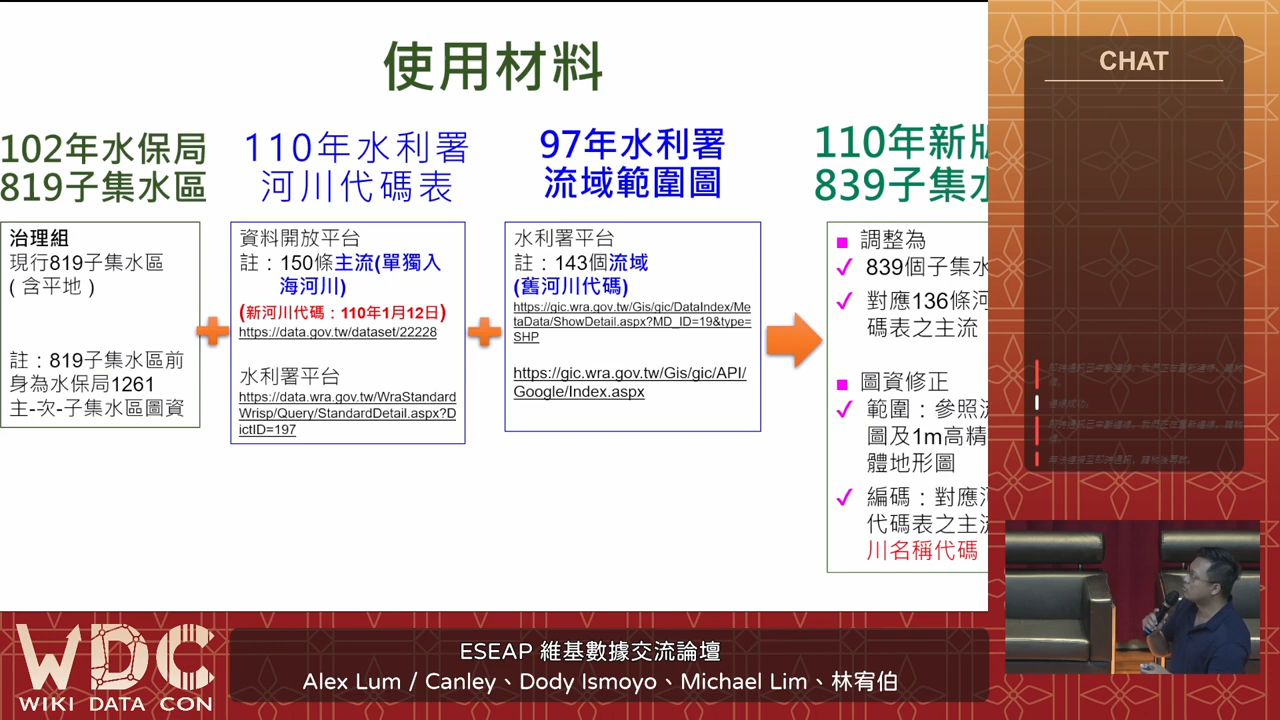 使用材料
102年水保局
819子集水區
治理組
現行819子集水區
( 含平地 )
註：819子集水區前
身為水保局1261
主-次-子集水區圖資
110年水利署
河川代碼表
資料開放平台
註：150條主流(單獨入
海河川)
(新河川代碼：110年1月12日)
https://data.gov.tw/dataset/22228
水利署平台
https://data.wra.gov.tw/WraStandard
Wrisp/Query/StandardDetail.aspx?D
ictID=197
97年水利署
流域範圍圖
水利署平台
註：143個流域
(舊河川代碼)
https://gic.wra.gov.tw/Gis/gic/DataIndex/Me
taData/ShowDetail.aspx?MD_ID=19&type=
SHP
https://gic.wra.gov.tw/Gis/gic/API/
Google/Index.aspx
110年新版
839子集水
調整為
839個子集水
對應136條河
碼表之主流
圖資修正
範圍：參照流
圖及1m高精
體地形圖
編碼：對應河
代碼表之主流
川名稱代碼
CHAT
連線成功。
WDC
WIKI DATA CON
ESEAP 維基數據交流論壇
Alex Lum / Canley、Dody Ismoyo、Michael Lim、林宥伯